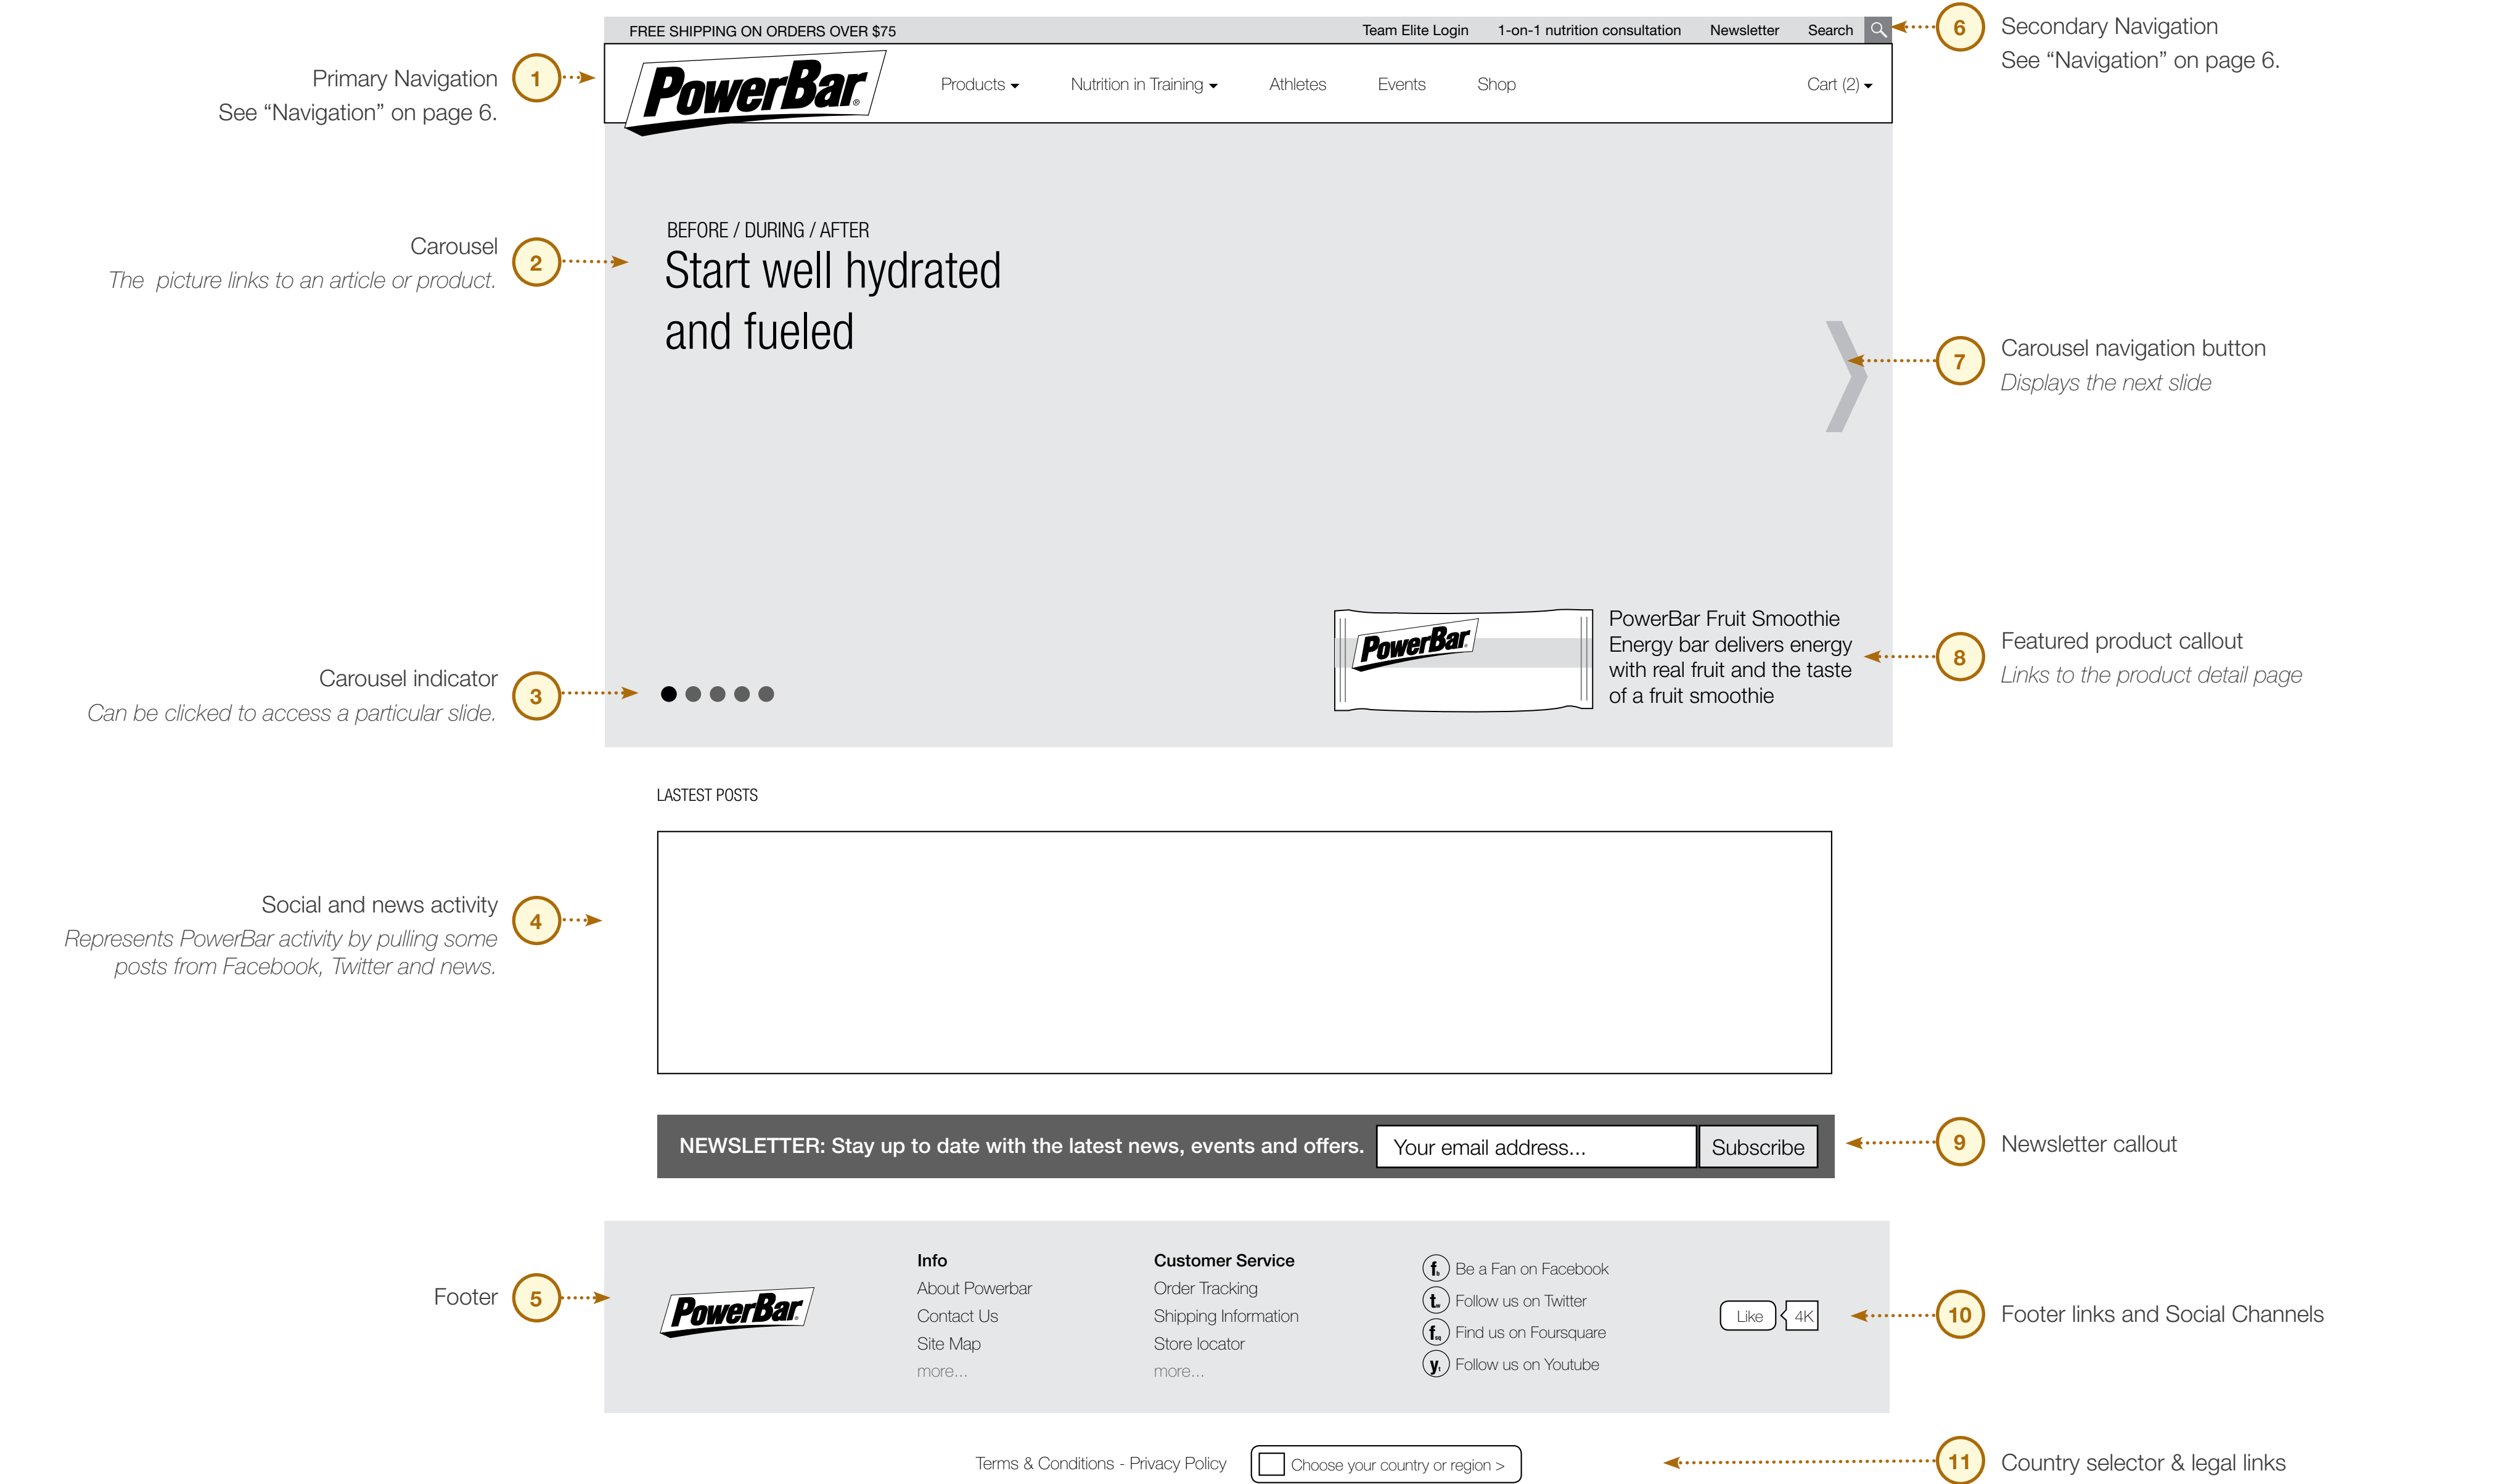 FREE SHIPPING ON ORDERS OVER $75
Team Elite Login
1-on-1 nutrition consultation
Newsletter
Search
6
Secondary Navigation
See “Navigation” on page 6.
Primary Navigation
See “Navigation” on page 6.
1
PowerBar®
Products
Nutrition in Training
Athletes
Events
Shop
Cart (2)
Carousel
The picture links to an article or product.
2
BEFORE / DURING / AFTER
Start well hydrated
and fueled
7
Carousel navigation button
Displays the next slide
Carousel indicator
Can be clicked to access a particular slide.
3
PowerBar
PowerBar Fruit Smoothie
Energy bar delivers energy
with real fruit and the taste
of a fruit smoothie
8
Featured product callout
Links to the product detail page
LASTEST POSTS
Social and news activity
Represents PowerBar activity by pulling some
posts from Facebook, Twitter and news.
4
NEWSLETTER: Stay up to date with the latest news, events and offers.
Your email address...
Subscribe
9
Newsletter callout
Footer
5
PowerBar
Info
About Powerbar
Contact Us
Site Map
more...
Customer Service
Order Tracking
Shipping Information
Store locator
more...
f Be a Fan on Facebook
t Follow us on Twitter
f sq Find us on Foursquare
y t Follow us on Youtube
Like
4K
10
Footer links and Social Channels
Terms & Conditions - Privacy Policy
Choose your country or region >
11
Country selector & legal links